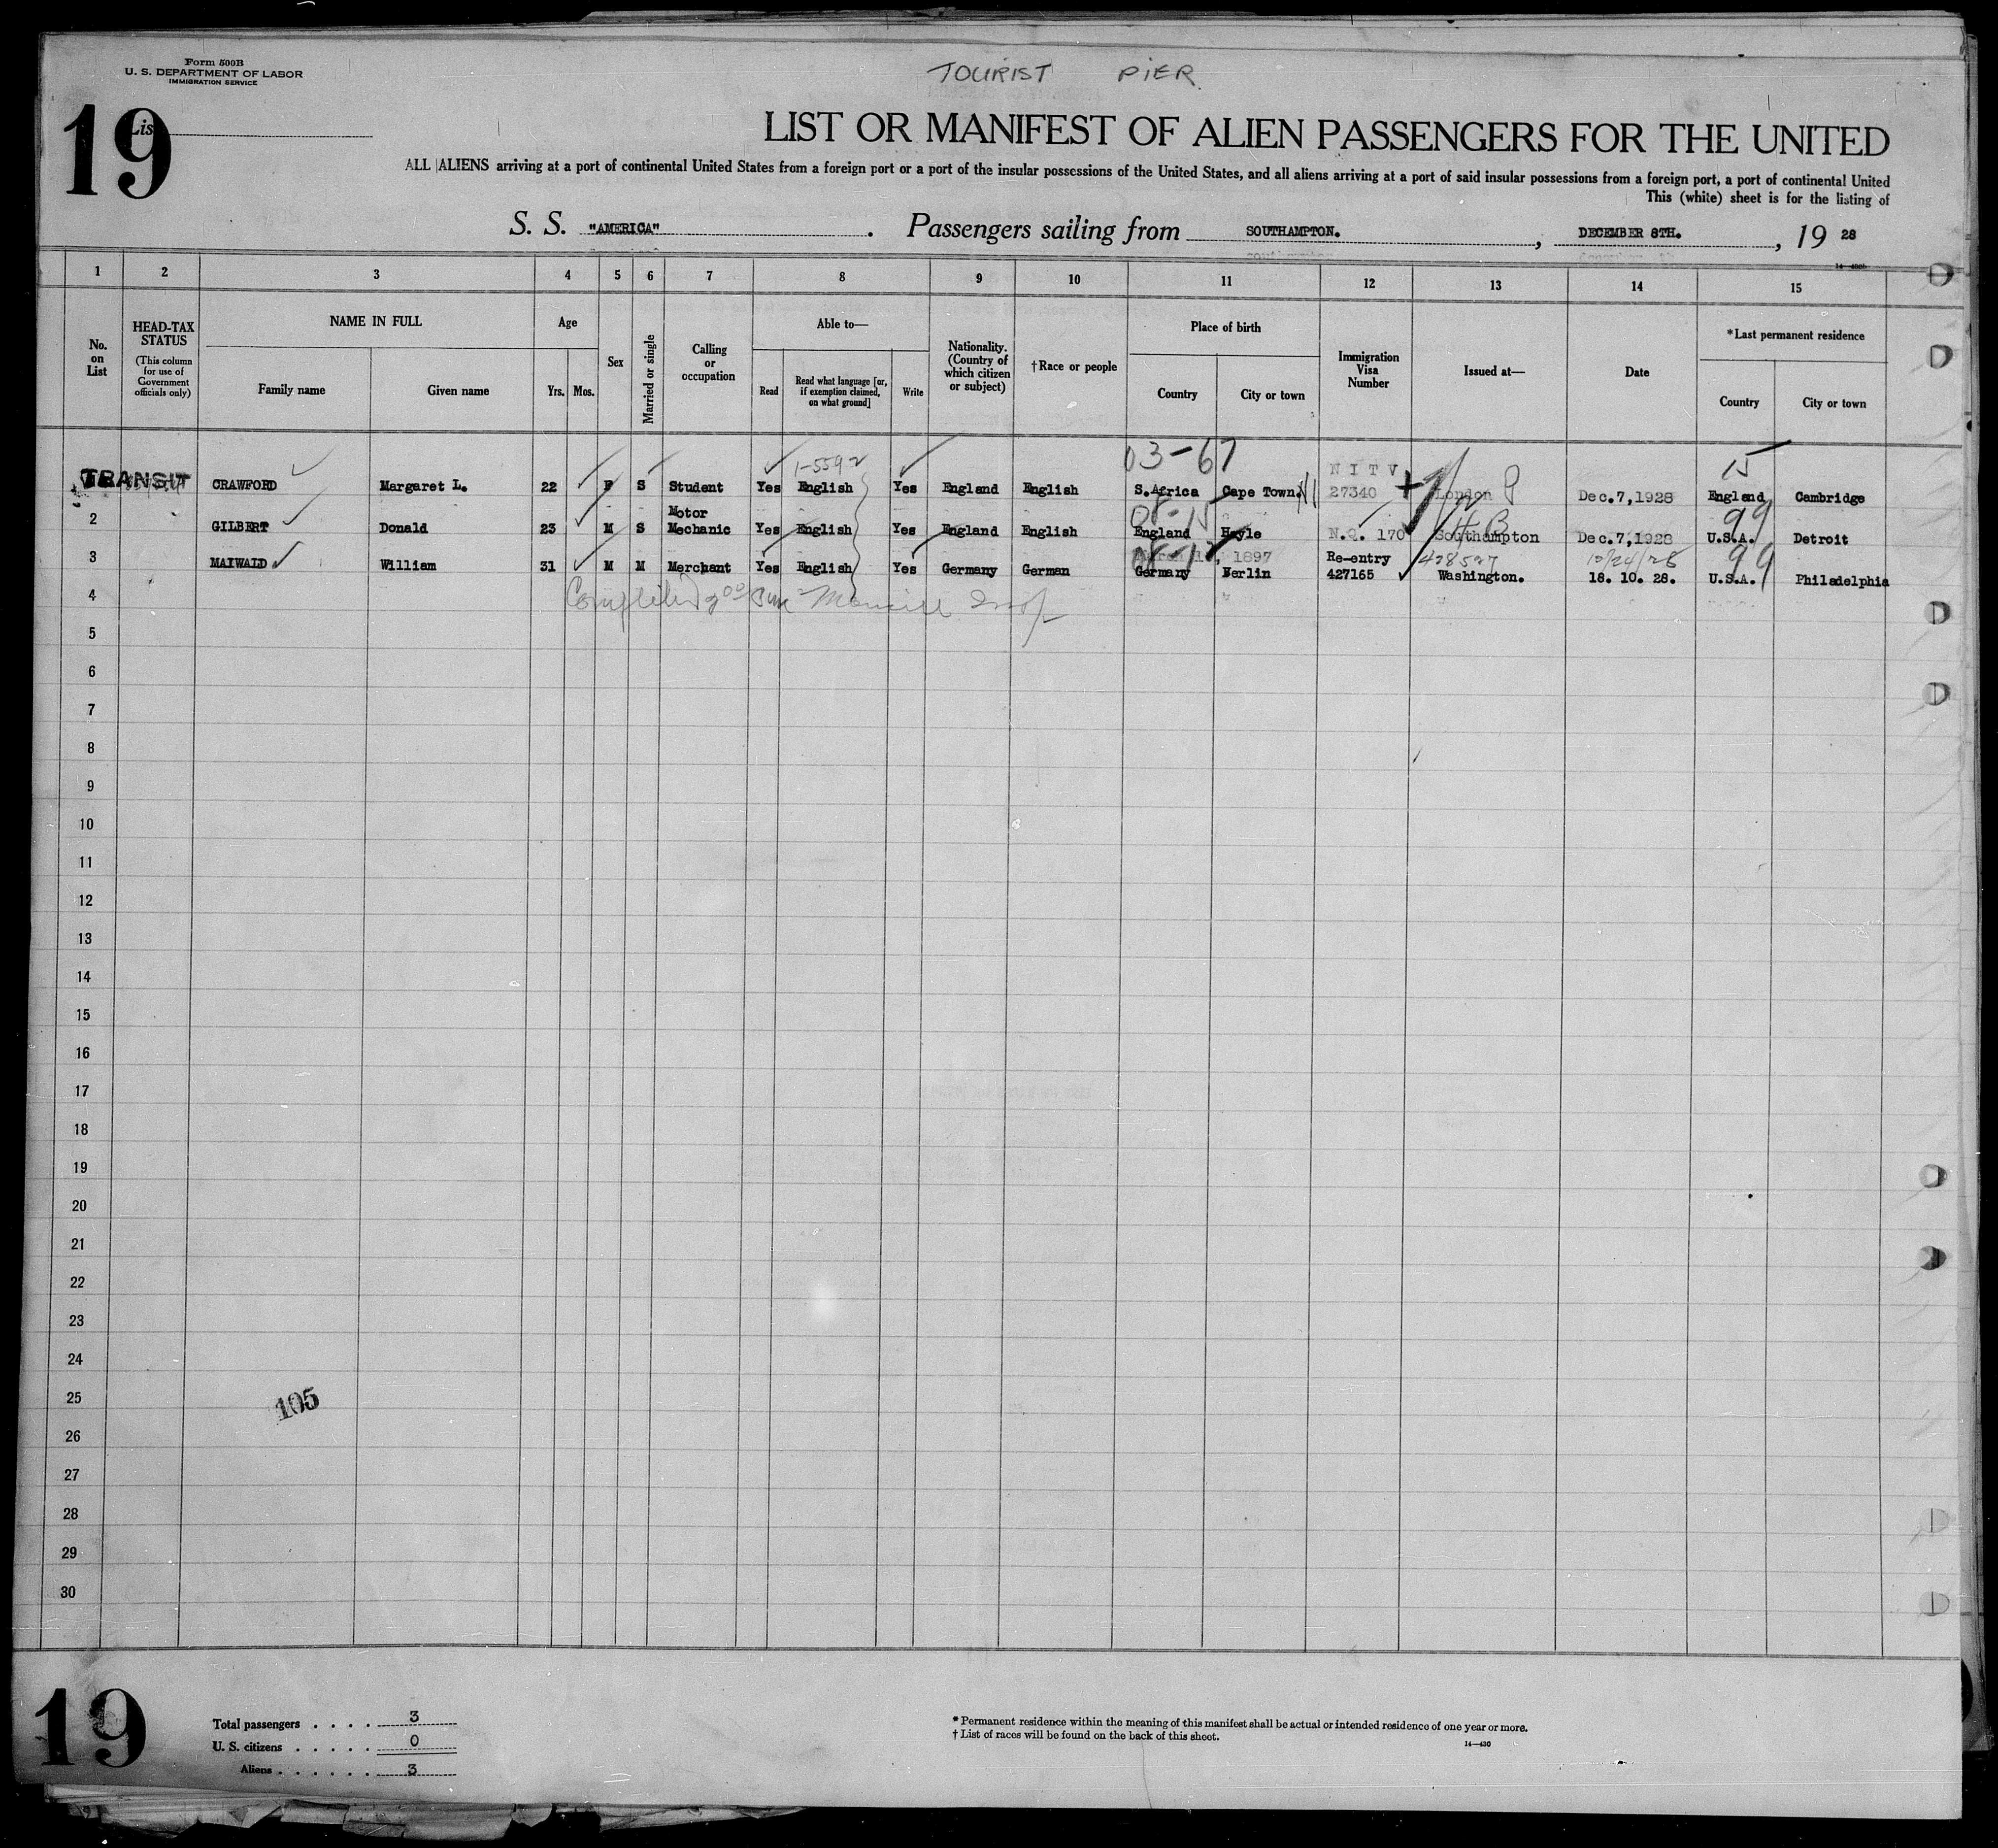 Form 500B
U. S. DEPARTMENT OF LABOR
IMMIGRATION SERVICE
TOURIST PIER
19
Lis
LIST OR MANIFEST OF ALIEN PASSENGERS FOR THE UNITED
ALL ALIENS arriving at a port of continental United States from a foreign port or a port of the insular possessions of the United States, and all aliens arriving at a port of said insular possessions from a foreign port, a port of continental United
This (white) sheet is for the listing of
S. S. "AMERICA" . Passengers sailing from SOUTHAMPTON. , DECEMBER 8TH. , 19 28
1 2 3 4 5 6 7 8 9 10 11 12 13 14 15
No. on List
HEAD-TAX STATUS
(This column for use of Government officials only)
NAME IN FULL
Family name
Given name
Age
Yrs. Mos.
Sex
Married or single
Calling or occupation
Able to—
Read
Read what language [or, if exemption claimed, on what ground]
Write
Nationality. (Country of which citizen or subject)
†Race or people
Place of birth
Country
City or town
Immigration Visa Number
Issued at—
Date
*Last permanent residence
Country
City or town
03-67
1-5592
N I T V
15
TRANSIT CRAWFORD Margaret L. 22 F S Student Yes English Yes England English S.Africa Cape Town. 27340 London P Dec.7,1928 England Cambridge
08-15
99
2 GILBERT Donald 23 M S Motor Mechanic Yes English Yes England English England Hayle N.Q. 170 Southampton Dec.7,1928 U.S.A. Detroit
1897
428527
10/24/28
99
3 MAIWALD William 31 M M Merchant Yes English Yes Germany German Germany Berlin Re-entry 427165 Washington. 18. 10. 28. U.S.A. Philadelphia
4
5
6
7
8
9
10
11
12
13
14
15
16
17
18
19
20
21
22
23
24
25
105
26
27
28
29
30
19
Total passengers . . . . 3
U. S. citizens . . . . . 0
Aliens . . . . . . 3
* Permanent residence within the meaning of this manifest shall be actual or intended residence of one year or more.
† List of races will be found on the back of this sheet.
14—430